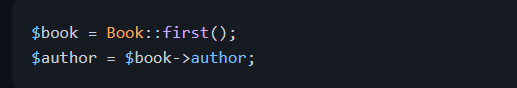 $book = Book::first();
$author = $book->author;